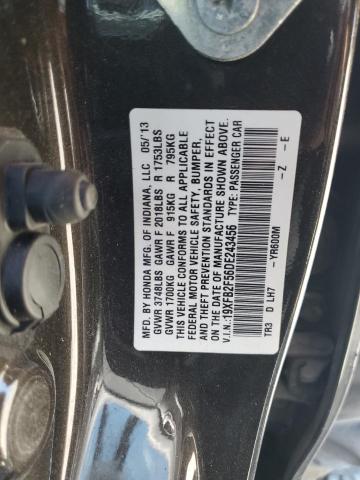 MFD. BY HONDA MFG. OF INDIANA, LLC 05/13
GVWR 3748LBS GAWR F 2018LBS R 1753LBS
GVWR 1700KG GAWR F 915KG R 795KG
THIS VEHICLE CONFORMS TO ALL APPLICABLE
FEDERAL MOTOR VEHICLE SAFETY, BUMPER,
AND THEFT PREVENTION STANDARDS IN EFFECT
ON THE DATE OF MANUFACTURE SHOWN ABOVE.
V.I.N.:19XFB2F56DE243456 TYPE: PASSENGER CAR
TR3 D LH7 -YR600M -Z -E